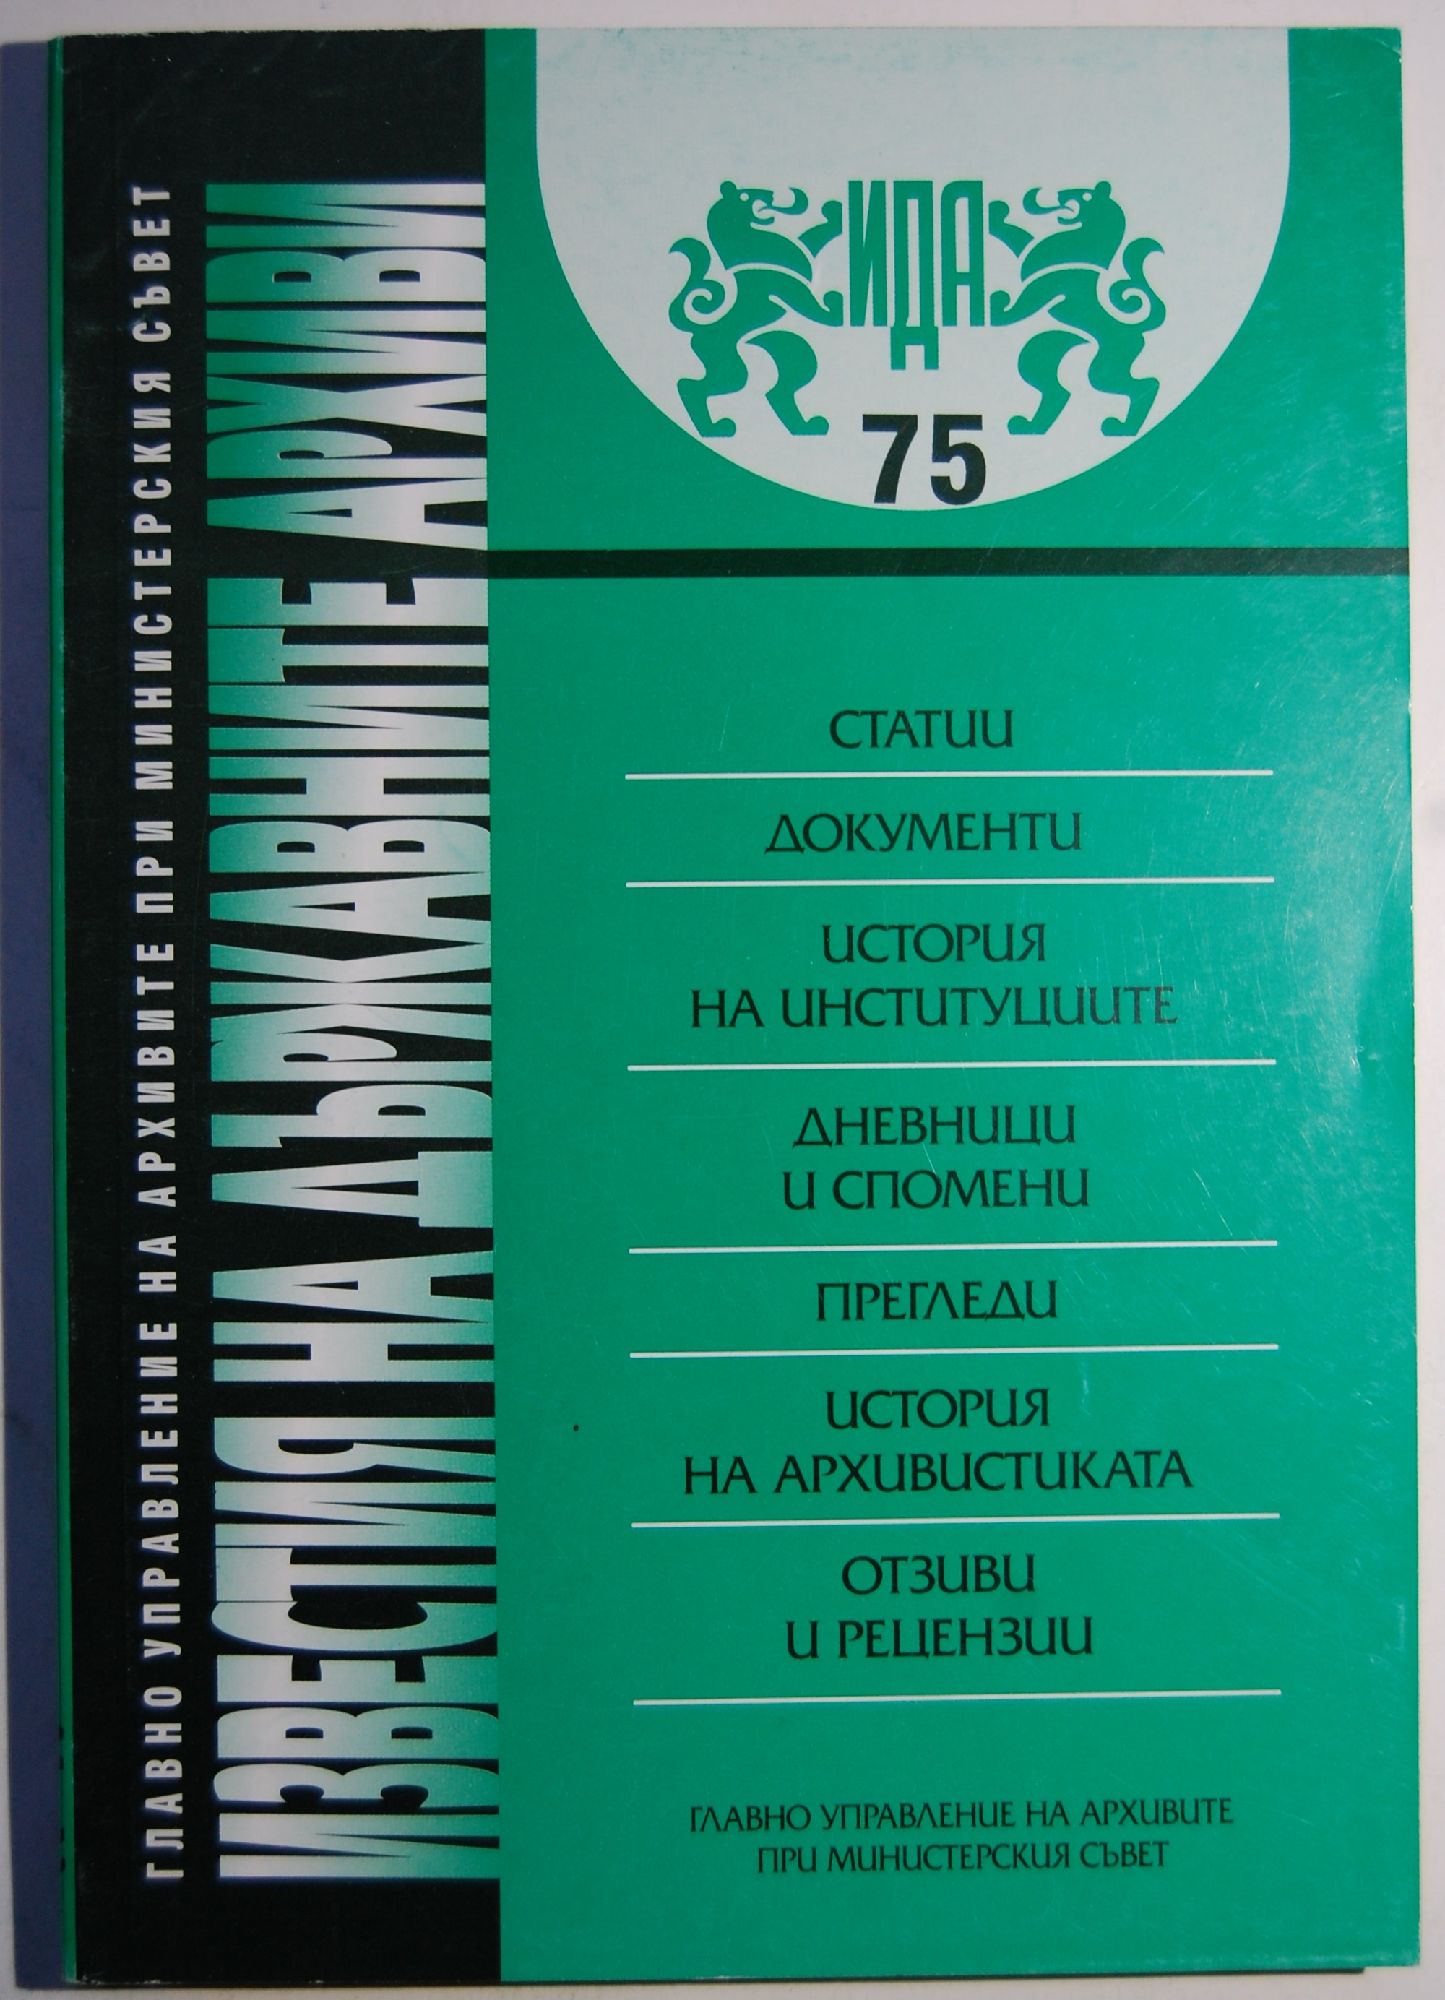 ГЛАВНО УПРАВЛЕНИЕ НА АРХИВИТЕ ПРИ МИНИСТЕРСКИЯ СЪВЕТ
ИЗВЕСТИЯ НА ДЪРЖАВНИТЕ АРХИВИ
ИДА
75
СТАТИИ
ДОКУМЕНТИ
ИСТОРИЯ
НА ИНСТИТУЦИИТЕ
ДНЕВНИЦИ
И СПОМЕНИ
ПРЕГЛЕДИ
ИСТОРИЯ
НА АРХИВИСТИКАТА
ОТЗИВИ
И РЕЦЕНЗИИ
ГЛАВНО УПРАВЛЕНИЕ НА АРХИВИТЕ
ПРИ МИНИСТЕРСКИЯ СЪВЕТ